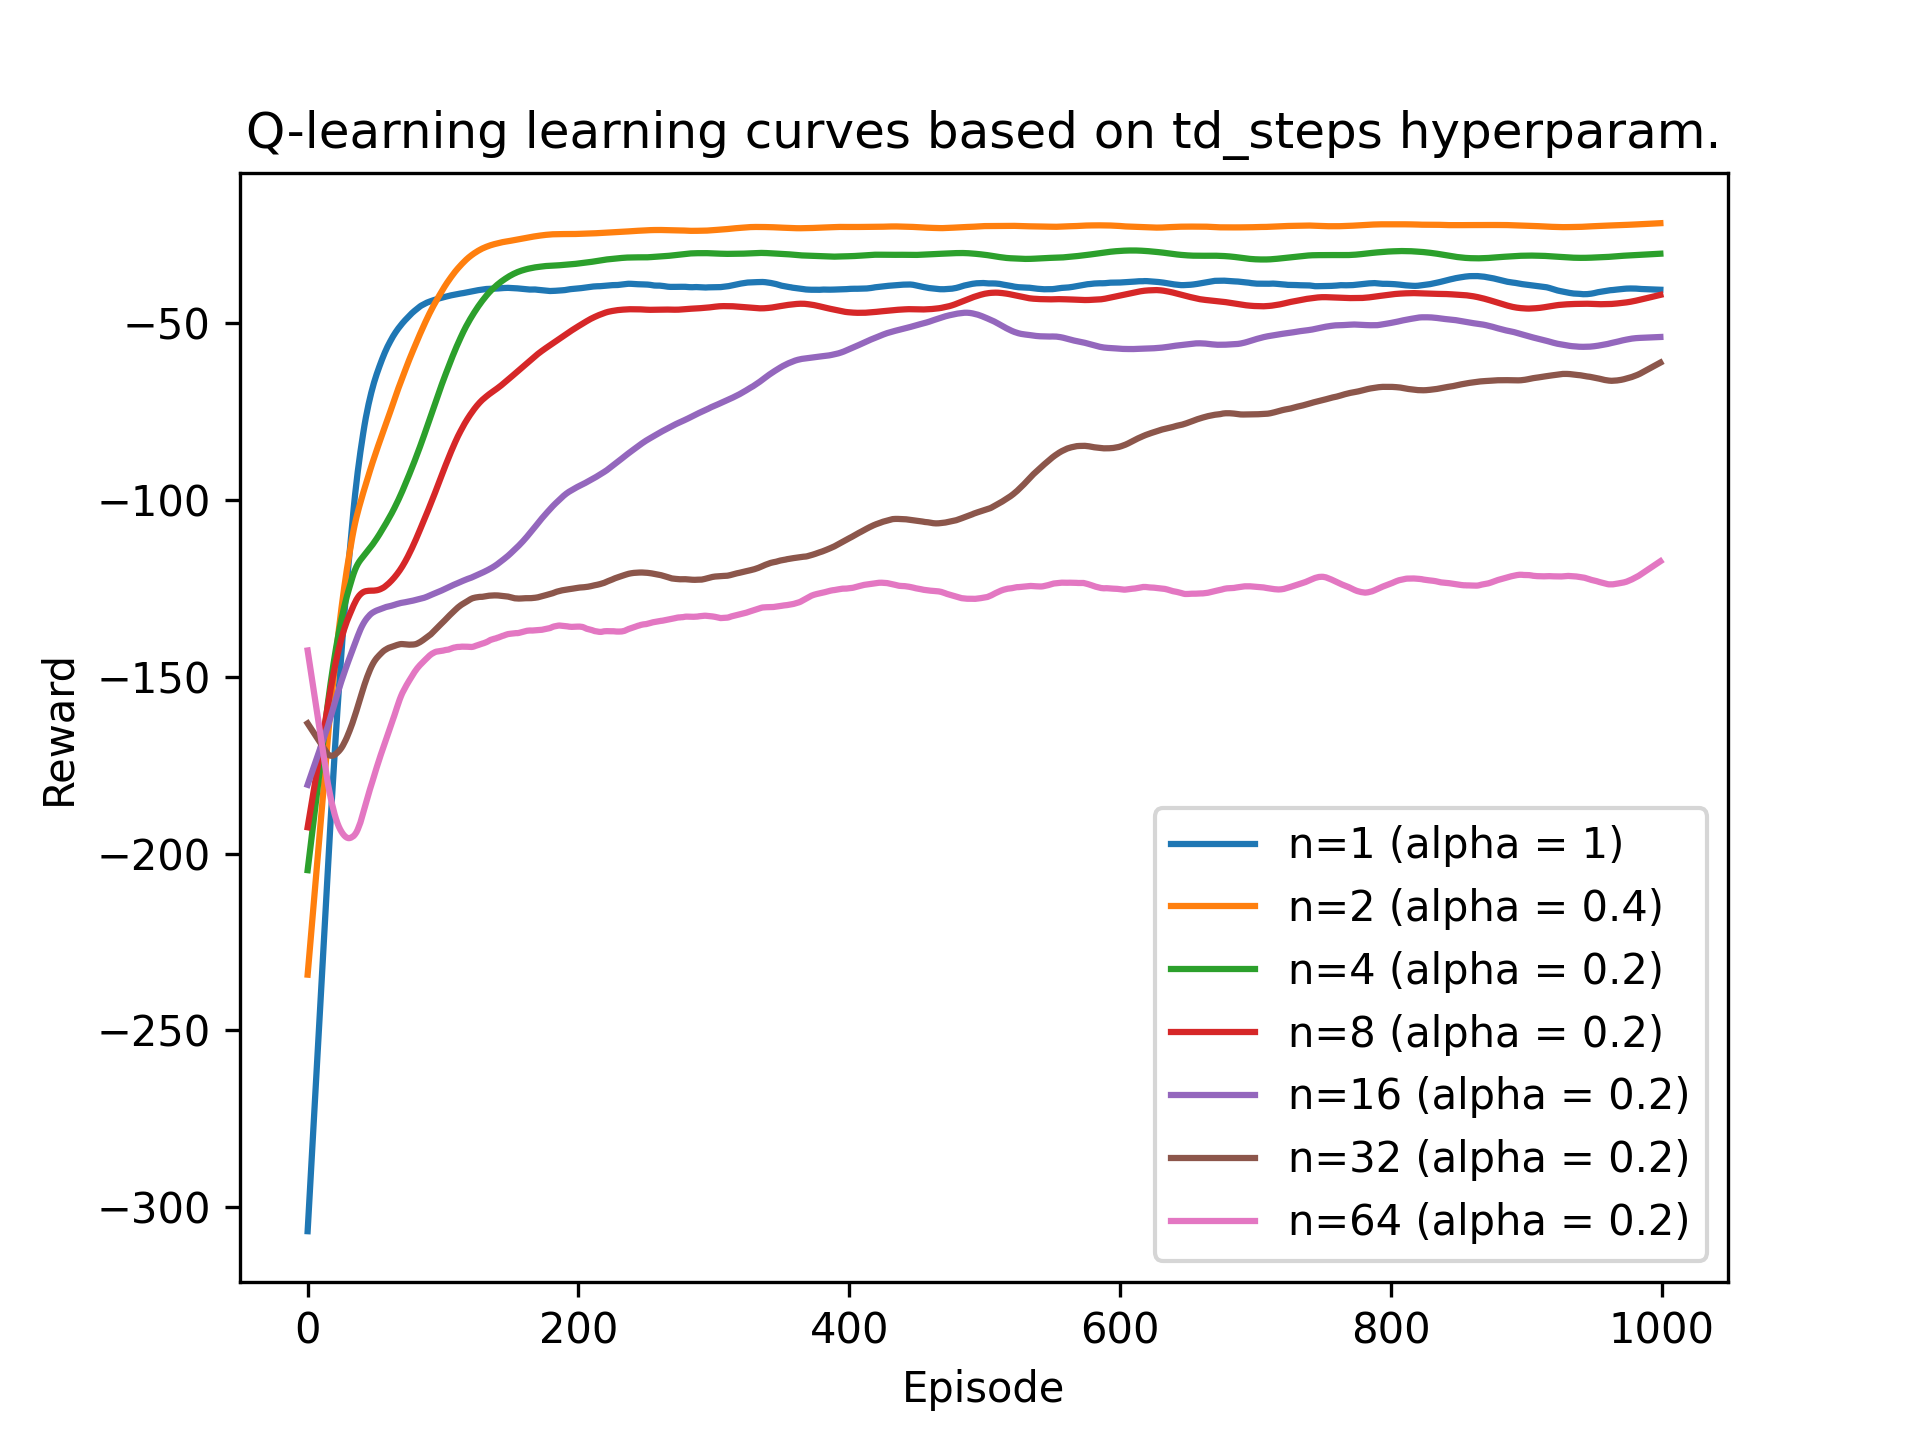 Q-learning learning curves based on td_steps hyperparam.
−50
−100
−150
−200
−250
−300
Reward
n=1 (alpha = 1)
n=2 (alpha = 0.4)
n=4 (alpha = 0.2)
n=8 (alpha = 0.2)
n=16 (alpha = 0.2)
n=32 (alpha = 0.2)
n=64 (alpha = 0.2)
0 200 400 600 800 1000
Episode